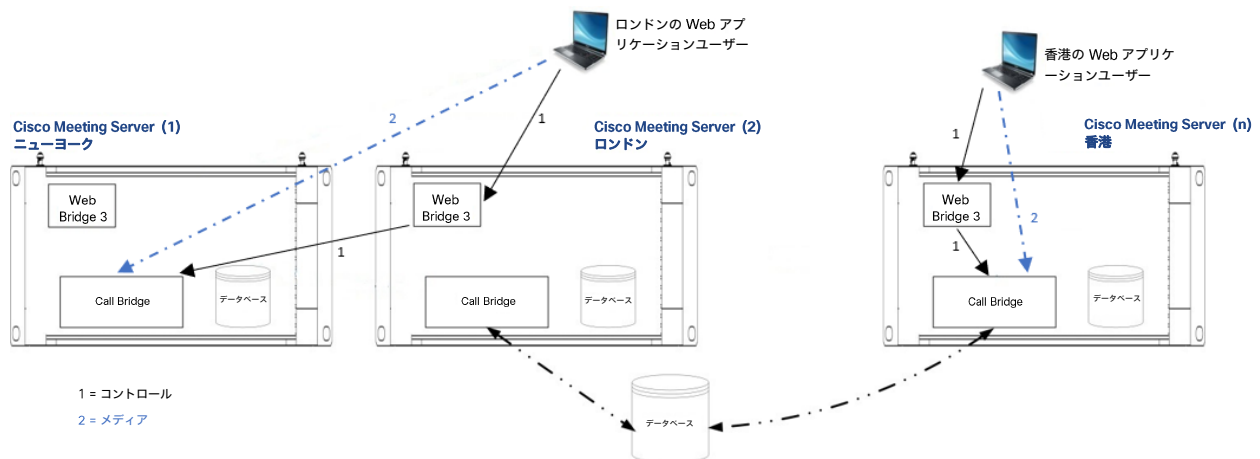 ロンドンの Web アプ
リケーションユーザー
香港の Web アプリケ
ーションユーザー
2
1
1
Cisco Meeting Server（1）
ニューヨーク
Cisco Meeting Server（2）
ロンドン
Cisco Meeting Server（n）
香港
Web
Bridge 3
Web
Bridge 3
Web
Bridge 3
2
1
1
Call Bridge
データベース
Call Bridge
データベース
Call Bridge
データベース
1 = コントロール
2 = メディア
データベース